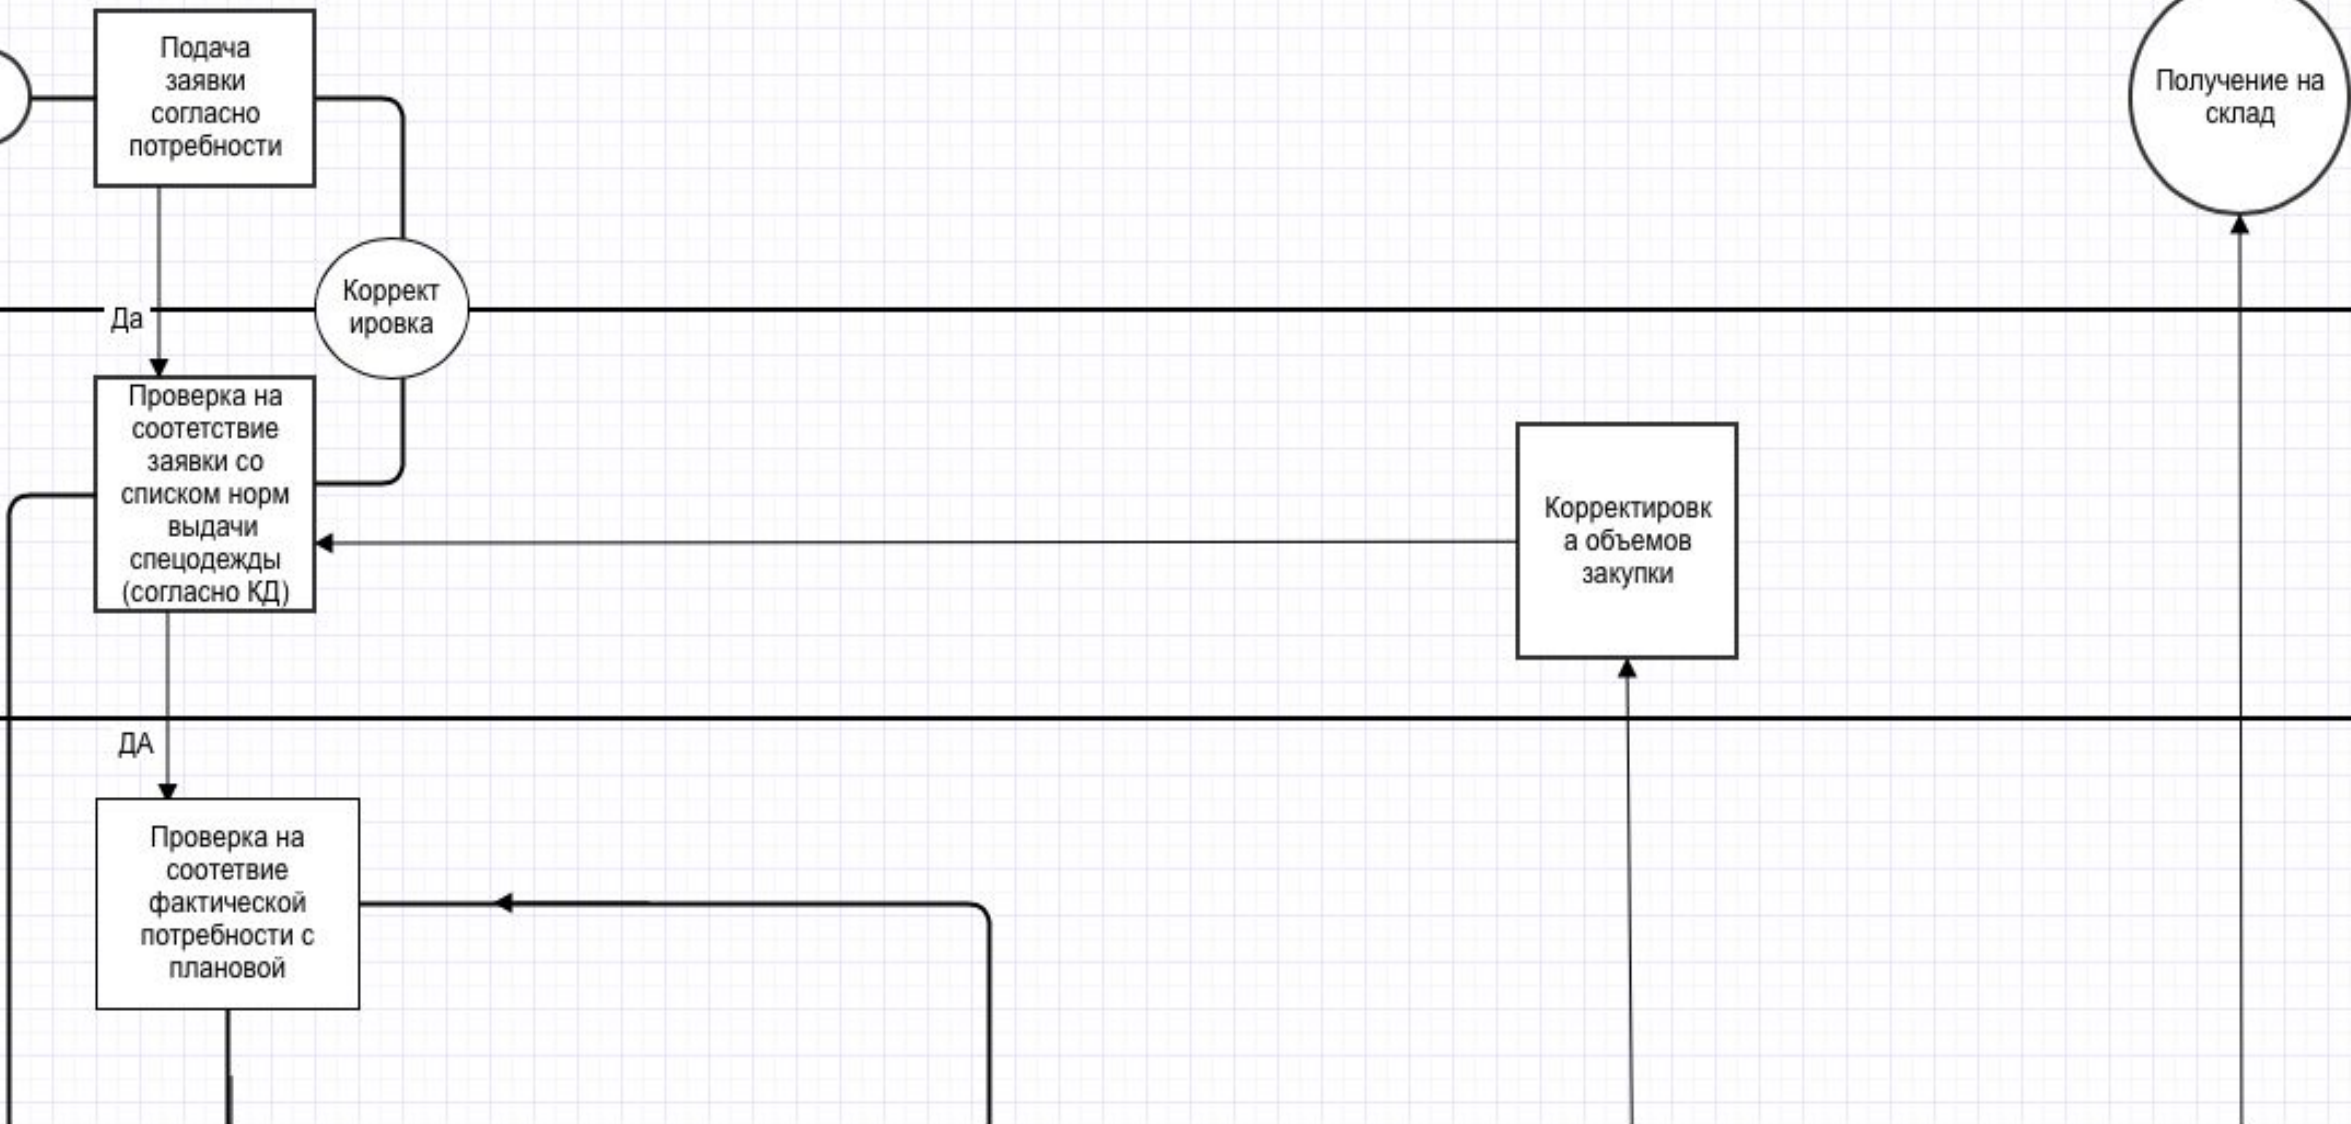 Подача
заявки
согласно
потребности
Получение на
склад
Коррект
ировка
Да
Проверка на
соотетствие
заявки со
списком норм
выдачи
спецодежды
(согласно КД)
Корректировк
а объемов
закупки
ДА
Проверка на
соотетвие
фактической
потребности с
плановой